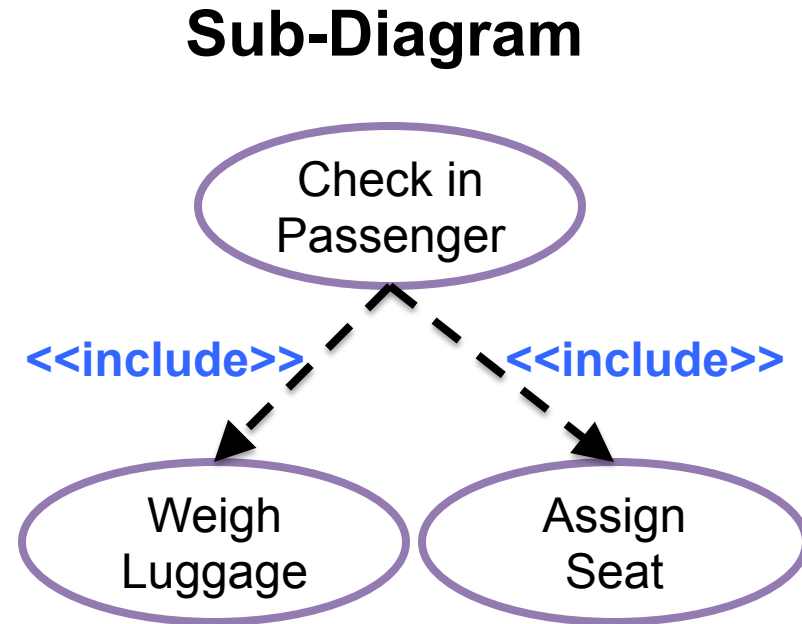 Sub-Diagram
Check in
Passenger
<<include>>
<<include>>
Weigh
Luggage
Assign
Seat